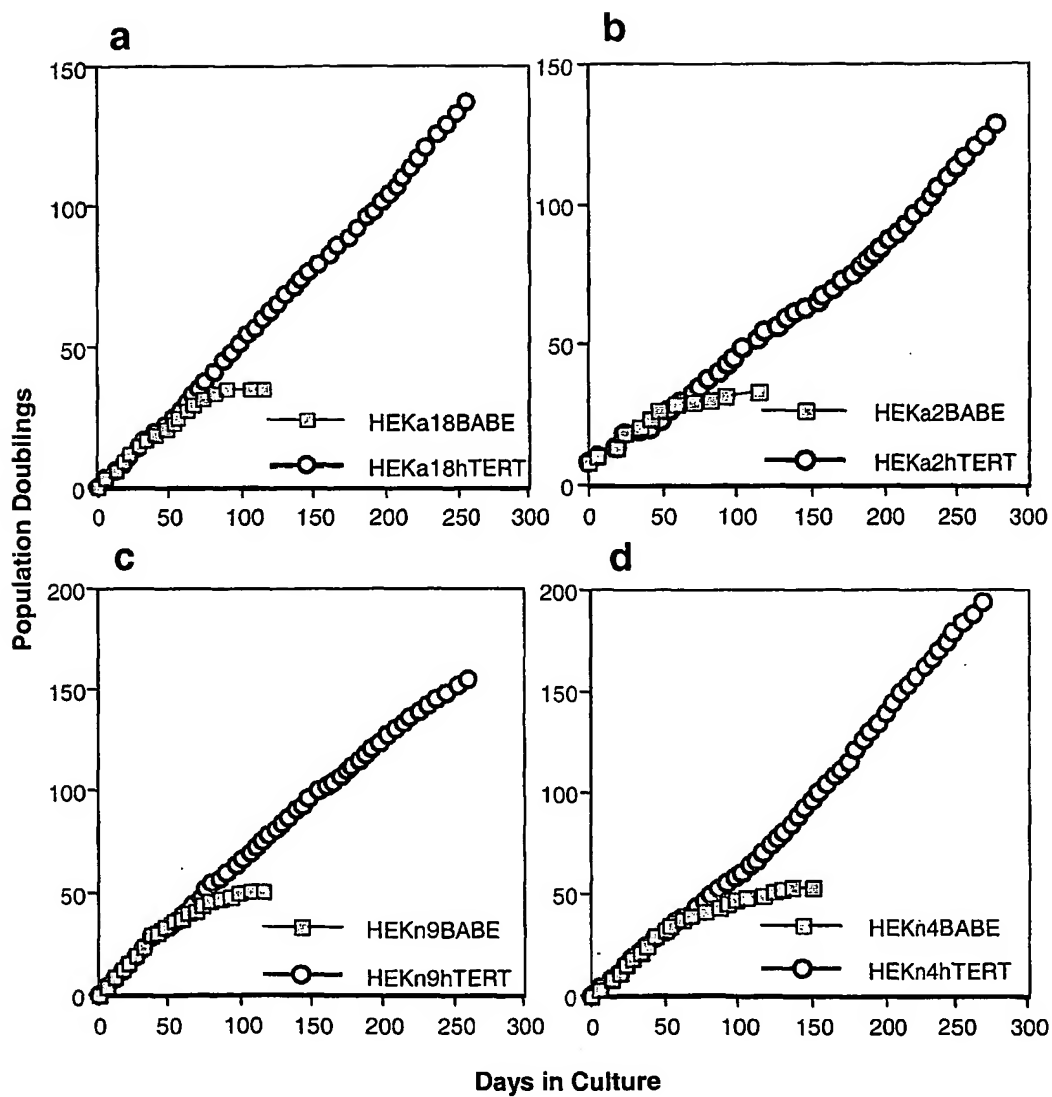 a
150
100
50
0
HEKa18BABE
HEKa18hTERT
0 50 100 150 200 250 300
b
150
100
50
0
HEKa2BABE
HEKa2hTERT
0 50 100 150 200 250 300
Population Doublings
c
200
150
100
50
0
HEKn9BABE
HEKn9hTERT
0 50 100 150 200 250 300
d
200
150
100
50
0
HEKn4BABE
HEKn4hTERT
0 50 100 150 200 250 300
Days in Culture